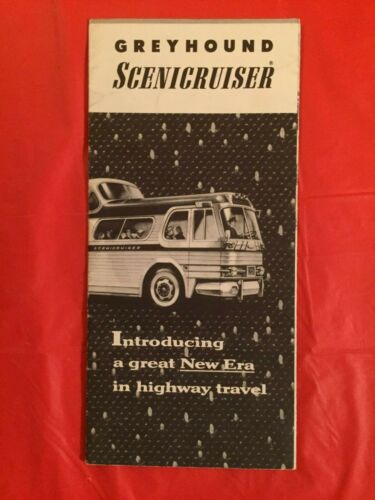 GREYHOUND
SCENICRUISER®
SCENICRUISER
Introducing
a great New Era
in highway travel